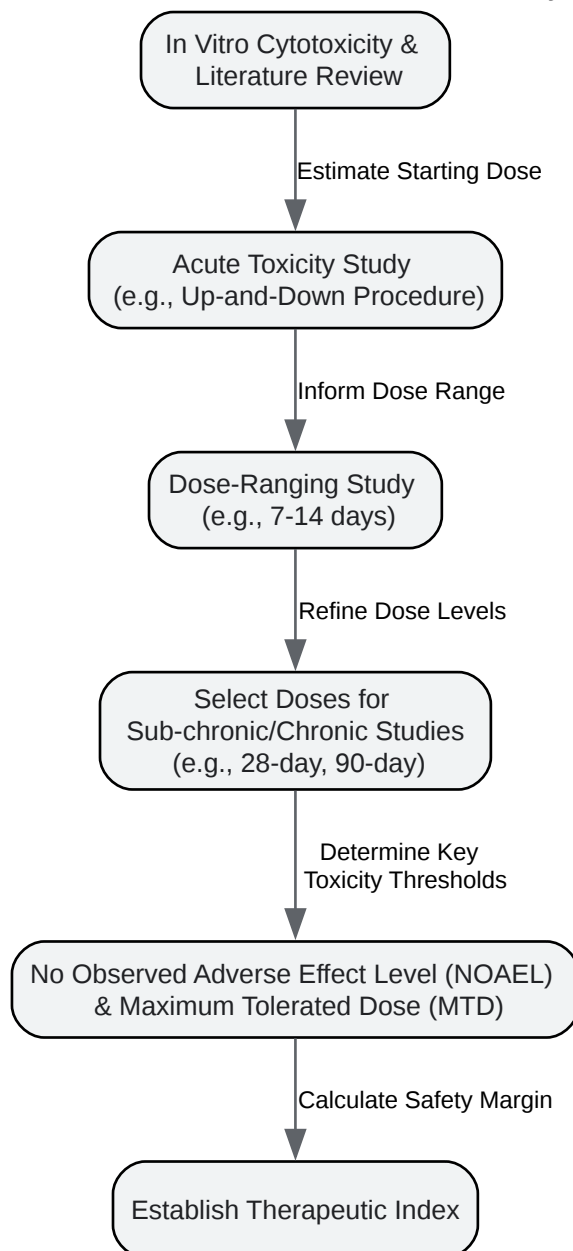 In Vitro Cytotoxicity &
Literature Review
Estimate Starting Dose
Acute Toxicity Study
(e.g., Up-and-Down Procedure)
Inform Dose Range
Dose-Ranging Study
(e.g., 7-14 days)
Refine Dose Levels
Select Doses for
Sub-chronic/Chronic Studies
(e.g., 28-day, 90-day)
Determine Key
Toxicity Thresholds
No Observed Adverse Effect Level (NOAEL)
& Maximum Tolerated Dose (MTD)
Calculate Safety Margin
Establish Therapeutic Index